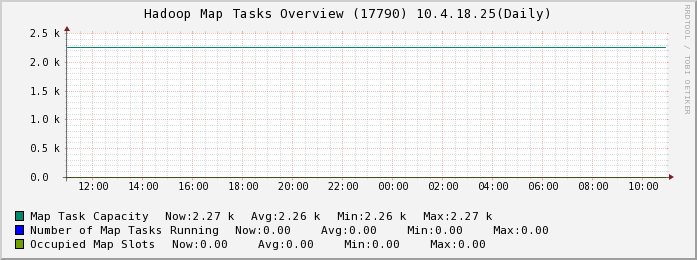 Hadoop Map Tasks Overview (17790) 10.4.18.25(Daily)
RRDTOOL / TOBI OETIKER
2.5 k
2.0 k
1.5 k
1.0 k
0.5 k
0.0
12:00 14:00 16:00 18:00 20:00 22:00 00:00 02:00 04:00 06:00 08:00 10:00
Map Task Capacity Now:2.27 k Avg:2.26 k Min:2.26 k Max:2.27 k
Number of Map Tasks Running Now:0.00 Avg:0.00 Min:0.00 Max:0.00
Occupied Map Slots Now:0.00 Avg:0.00 Min:0.00 Max:0.00